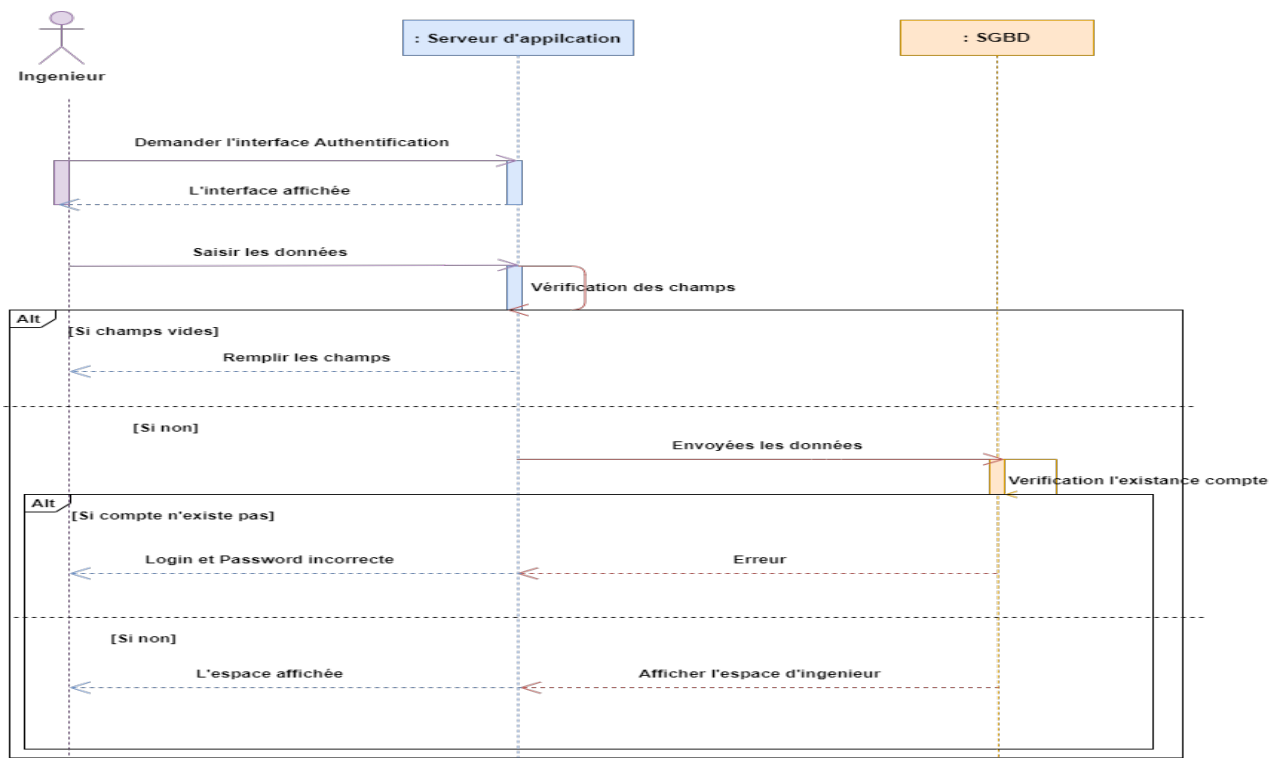 : Serveur d'appilcation
: SGBD
Ingenieur
Demander l'interface Authentification
L'interface affichée
Saisir les données
Vérification des champs
Alt
[Si champs vides]
Remplir les champs
[Si non]
Envoyées les données
Verification l'existance compte
Alt
[Si compte n'existe pas]
Login et Password incorrecte
Erreur
[Si non]
L'espace affichée
Afficher l'espace d'ingenieur